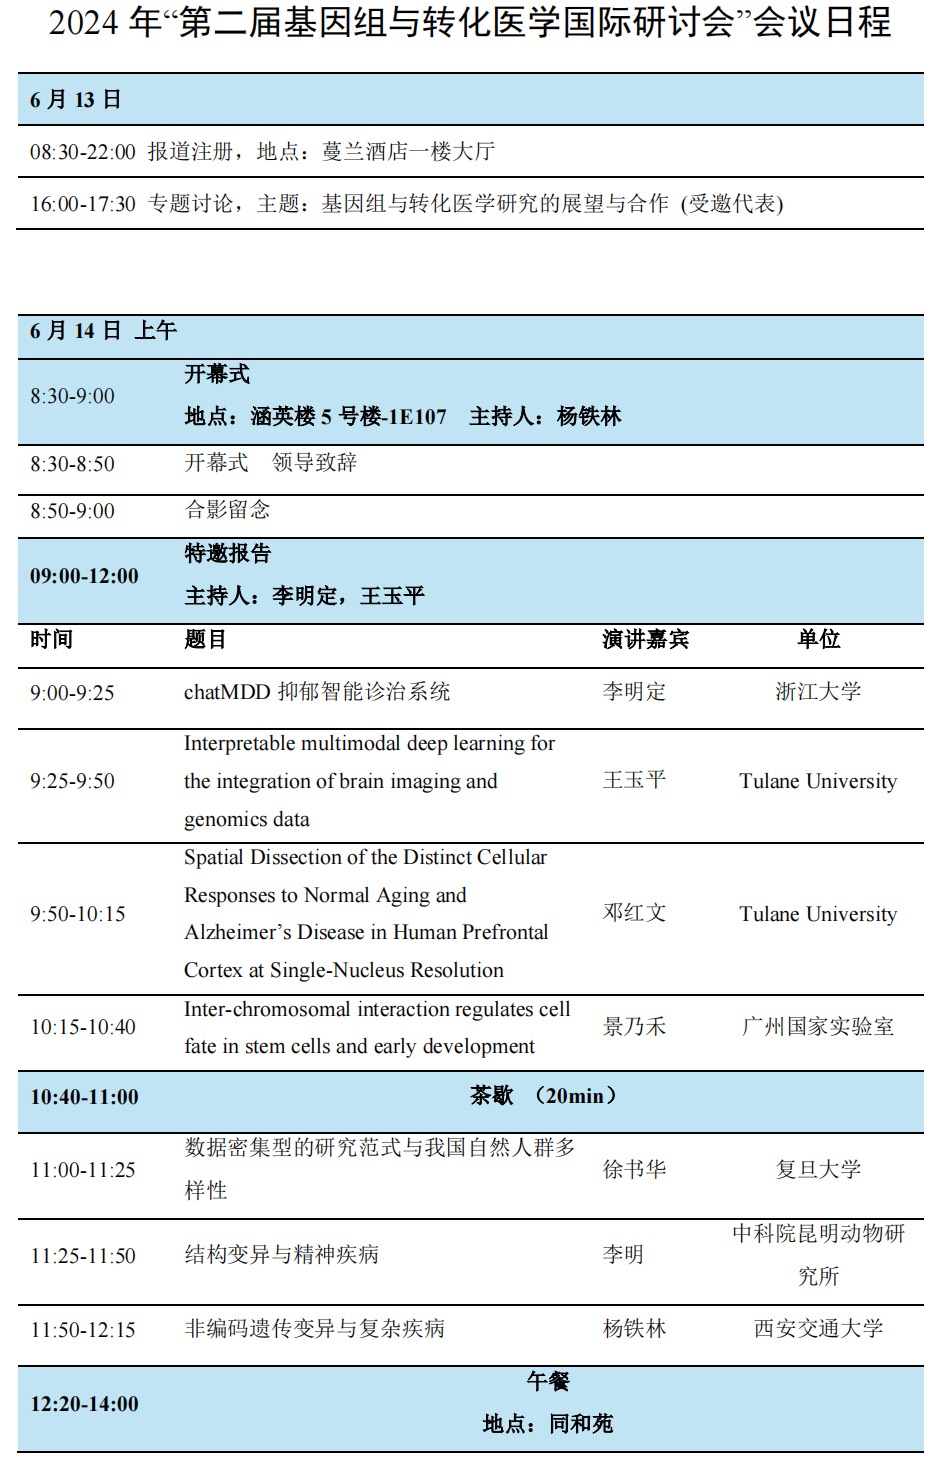 2024 年“第二届基因组与转化医学国际研讨会”会议日程
6 月 13 日
08:30-22:00 报道注册，地点：蔓兰酒店一楼大厅
16:00-17:30 专题讨论，主题：基因组与转化医学研究的展望与合作 (受邀代表)
6 月 14 日 上午
8:30-9:00
开幕式
地点：涵英楼 5 号楼-1E107 主持人：杨铁林
8:30-8:50 开幕式 领导致辞
8:50-9:00 合影留念
09:00-12:00
特邀报告
主持人：李明定，王玉平
时间 题目 演讲嘉宾 单位
9:00-9:25 chatMDD 抑郁智能诊治系统 李明定 浙江大学
9:25-9:50
Interpretable multimodal deep learning for
the integration of brain imaging and
genomics data
王玉平 Tulane University
9:50-10:15
Spatial Dissection of the Distinct Cellular
Responses to Normal Aging and
Alzheimer’s Disease in Human Prefrontal
Cortex at Single-Nucleus Resolution
邓红文 Tulane University
10:15-10:40
Inter-chromosomal interaction regulates cell
fate in stem cells and early development
景乃禾 广州国家实验室
10:40-11:00 茶歇 （20min）
11:00-11:25
数据密集型的研究范式与我国自然人群多
样性
徐书华 复旦大学
11:25-11:50 结构变异与精神疾病 李明
中科院昆明动物研
究所
11:50-12:15 非编码遗传变异与复杂疾病 杨铁林 西安交通大学
12:20-14:00
午餐
地点：同和苑